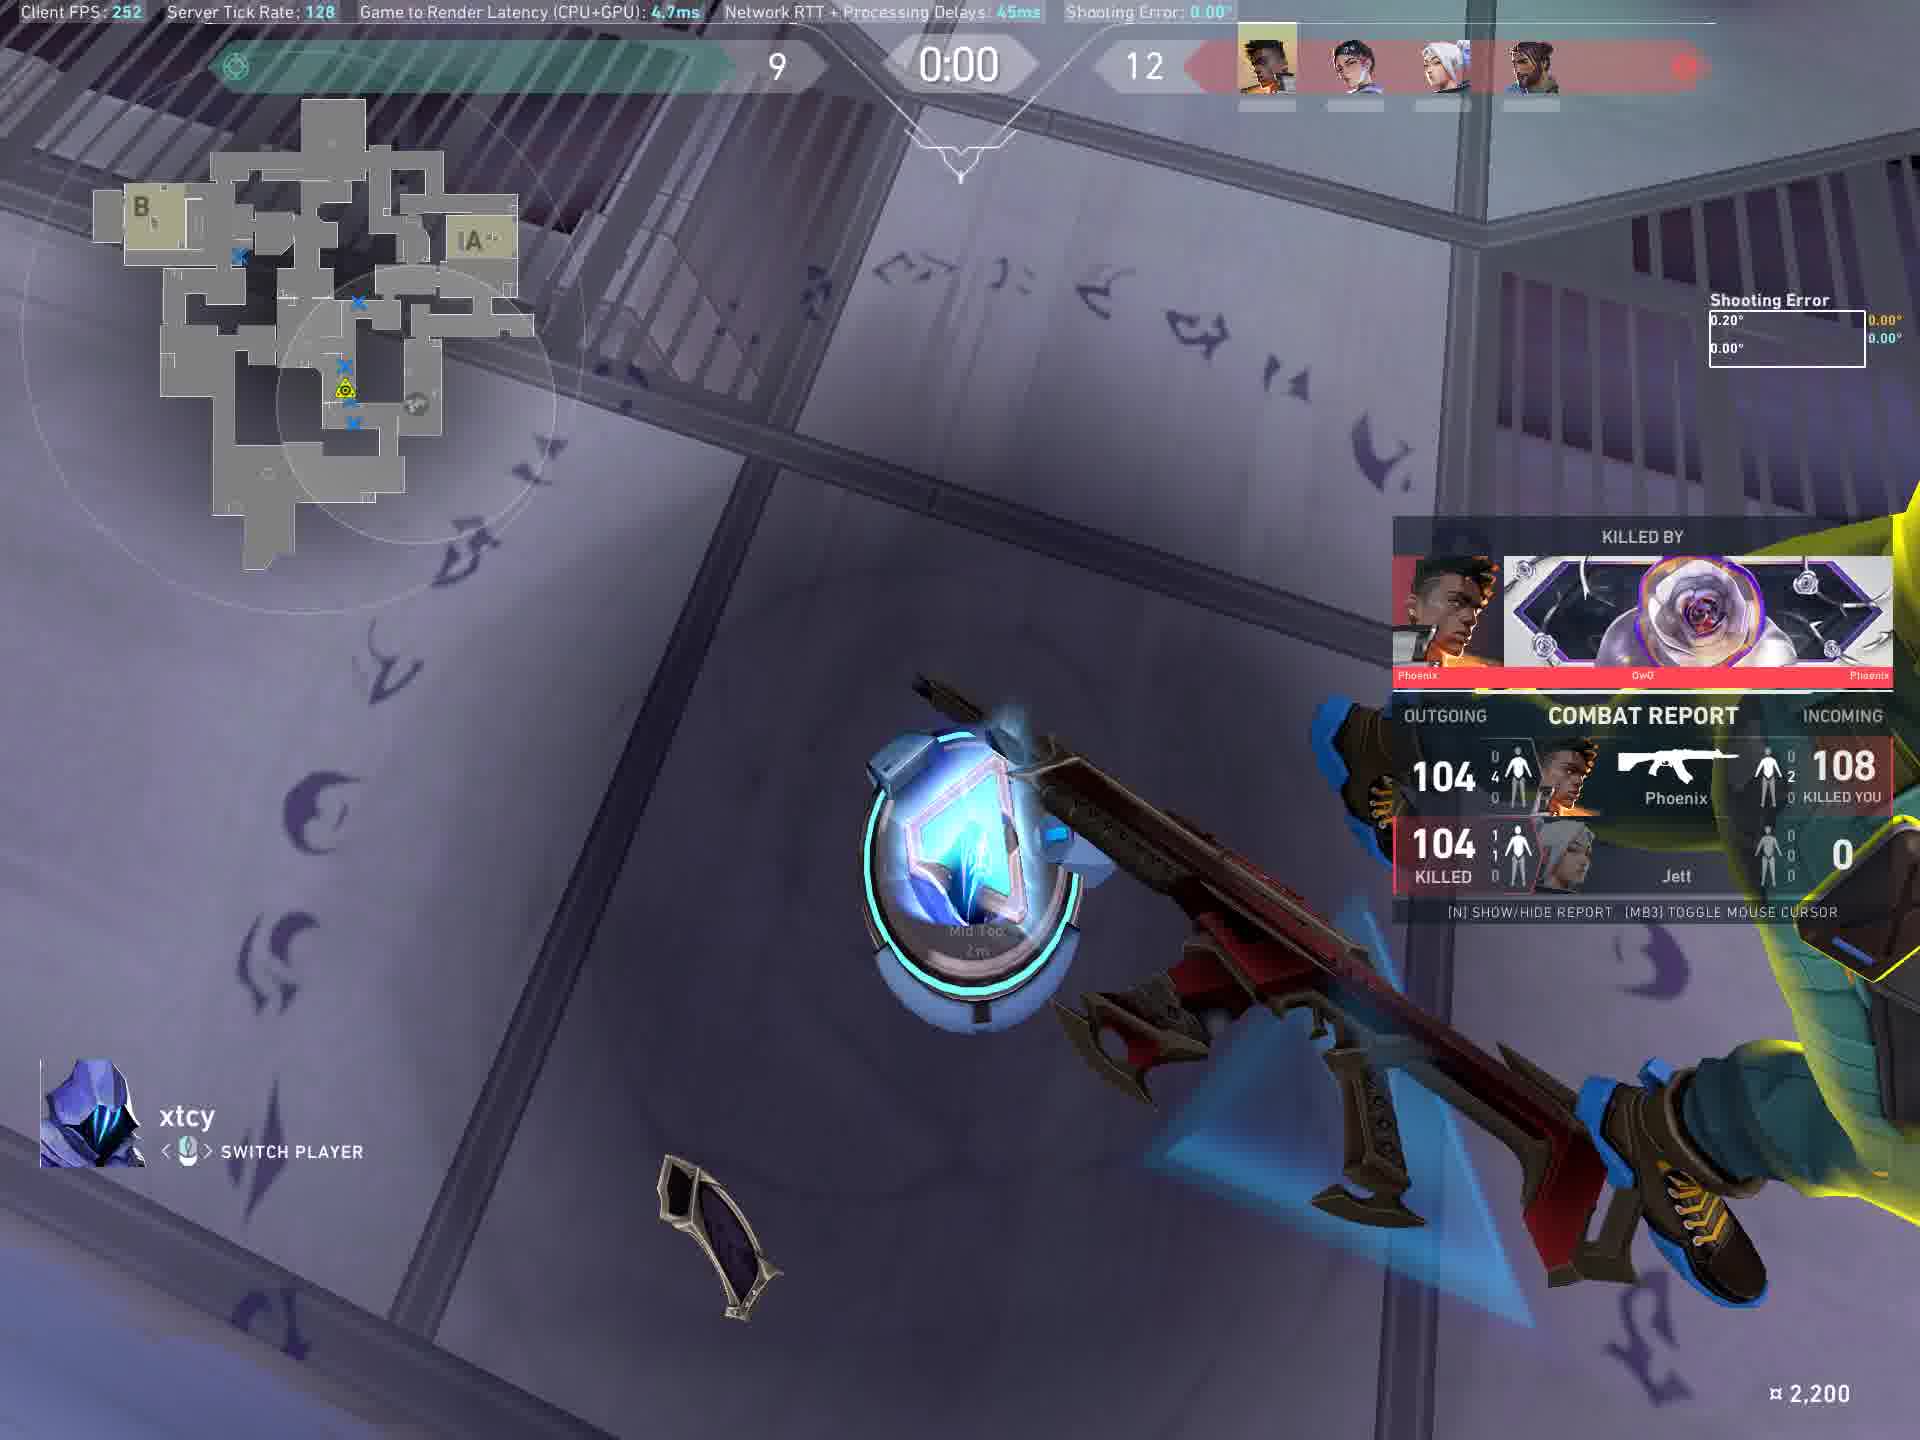 Client FPS: 252 Server Tick Rate: 128 Game to Render Latency (CPU+GPU): 4.7ms Network RTT + Processing Delays: 45ms Shooting Error: 0.00°
9 0:00 12
B
A
Shooting Error
0.20° 0.00°
0.00°
0.00°
KILLED BY
Phoenix OwO Phoenix
OUTGOING COMBAT REPORT INCOMING
104 0 4 0 Phoenix 0 2 0 108 KILLED YOU
104 KILLED 1 1 0 Jett 0 0 0 0
[N] SHOW/HIDE REPORT [MB3] TOGGLE MOUSE CURSOR
Mid Top
xtcy
< > SWITCH PLAYER
¤ 2,200